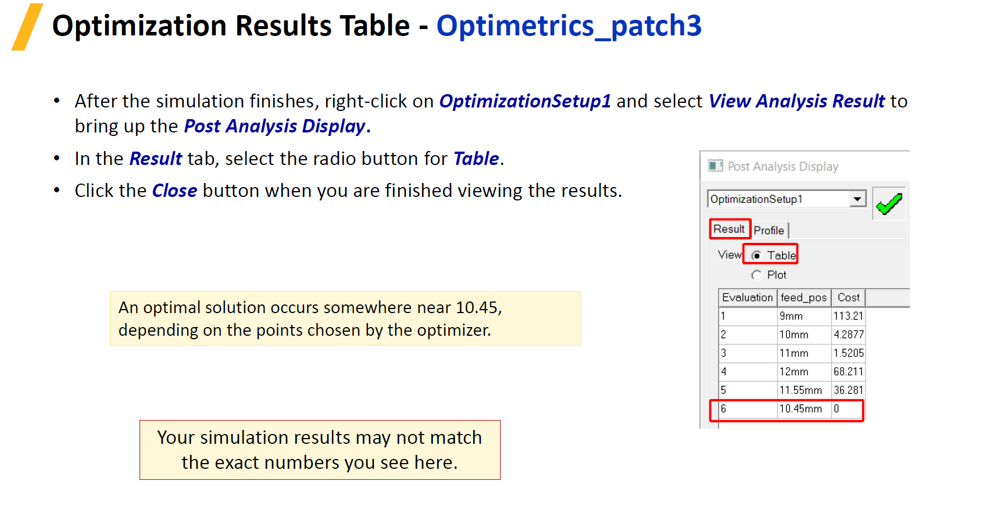 Optimization Results Table - Optimetrics_patch3
• After the simulation finishes, right-click on OptimizationSetup1 and select View Analysis Result to
bring up the Post Analysis Display.
• In the Result tab, select the radio button for Table.
• Click the Close button when you are finished viewing the results.
An optimal solution occurs somewhere near 10.45,
depending on the points chosen by the optimizer.
Your simulation results may not match
the exact numbers you see here.
Post Analysis Display
OptimizationSetup1
Result Profile
View Table
Plot
Evaluation feed_pos Cost
1 9mm 113.21
2 10mm 4.2877
3 11mm 1.5205
4 12mm 68.211
5 11.55mm 36.281
6 10.45mm 0